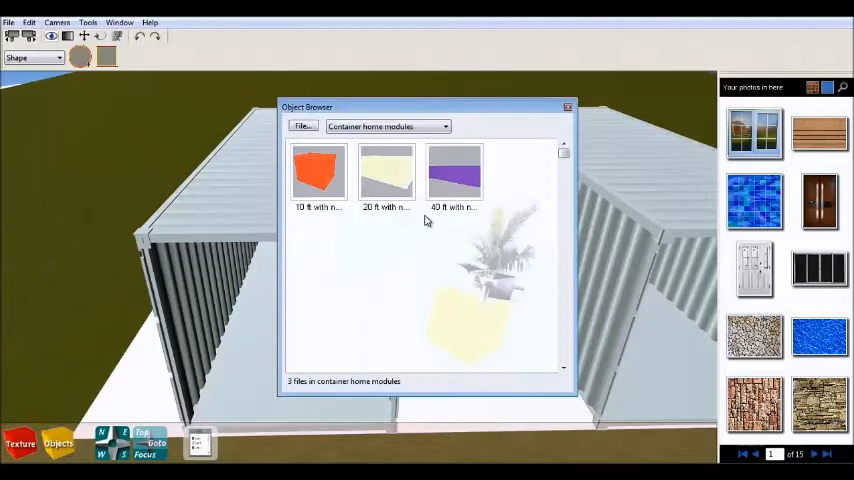 File Edit Camera Tools Window Help
Shape
Object Browser
File... Container home modules
10 ft with n... 20 ft with n... 40 ft with n...
3 files in container home modules
Your photos in here
1 of 15
Texture Objects
N E W S
Top
Goto
Focus